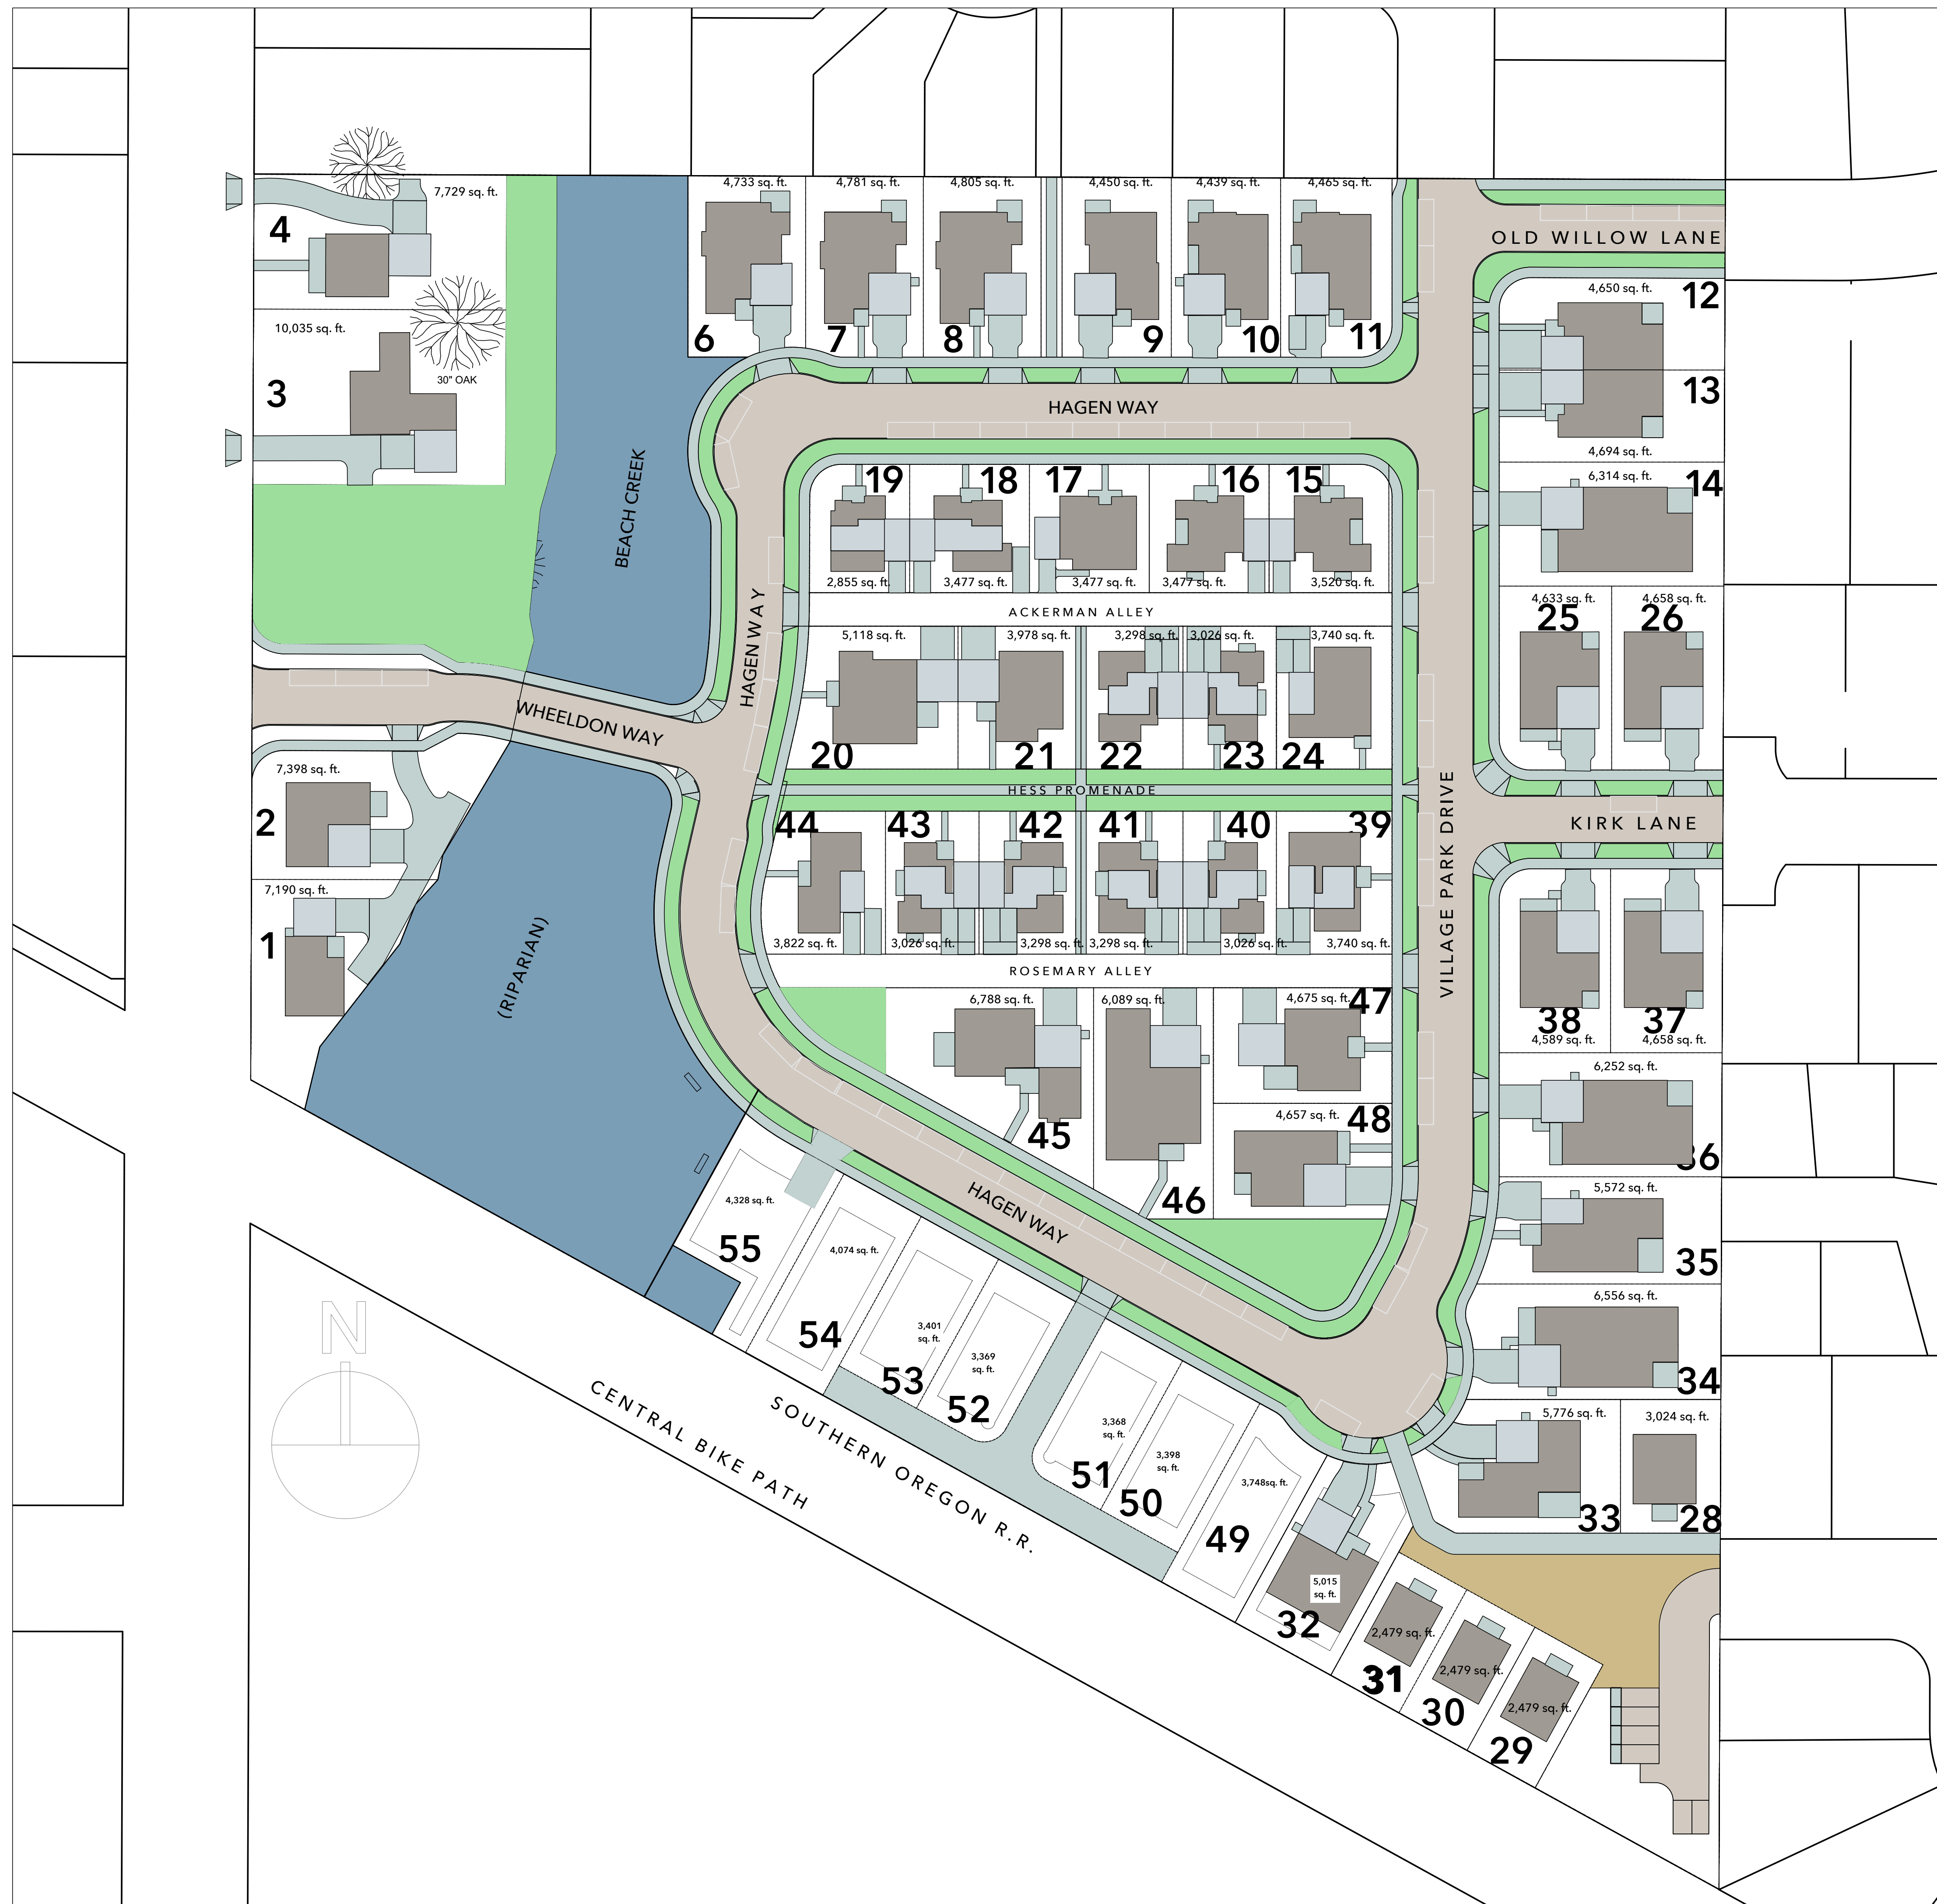 7,729 sq. ft.
4
10,035 sq. ft.
3
30" OAK
4,733 sq. ft.
4,781 sq. ft.
4,805 sq. ft.
4,450 sq. ft.
4,439 sq. ft.
4,465 sq. ft.
6
7
8
9
10
11
OLD WILLOW LANE
4,650 sq. ft.
12
13
4,694 sq. ft.
6,314 sq. ft.
14
HAGEN WAY
BEACH CREEK
19
18
17
16
15
2,855 sq. ft.
3,477 sq. ft.
3,477 sq. ft.
3,477 sq. ft.
3,520 sq. ft.
ACKERMAN ALLEY
HAGEN WAY
5,118 sq. ft.
3,978 sq. ft.
3,298 sq. ft.
3,026 sq. ft.
3,740 sq. ft.
20
21
22
23
24
4,633 sq. ft.
4,658 sq. ft.
25
26
WHEELDON WAY
HESS PROMENADE
VILLAGE PARK DRIVE
KIRK LANE
7,398 sq. ft.
2
7,190 sq. ft.
1
(RIPARIAN)
44
43
42
41
40
39
3,822 sq. ft.
3,026 sq. ft.
3,298 sq. ft.
3,298 sq. ft.
3,026 sq. ft.
3,740 sq. ft.
ROSEMARY ALLEY
38
37
4,589 sq. ft.
4,658 sq. ft.
6,788 sq. ft.
6,089 sq. ft.
4,675 sq. ft.
47
45
46
4,657 sq. ft.
48
6,252 sq. ft.
36
5,572 sq. ft.
35
6,556 sq. ft.
34
HAGEN WAY
4,328 sq. ft.
55
4,074 sq. ft.
54
3,401
sq. ft.
53
3,369
sq. ft.
52
3,368
sq. ft.
51
3,398
sq. ft.
50
3,748sq. ft.
49
5,776 sq. ft.
33
3,024 sq. ft.
28
5,015
sq. ft.
32
2,479 sq. ft.
31
2,479 sq. ft.
30
2,479 sq. ft.
29
N
CENTRAL BIKE PATH
SOUTHERN OREGON R.R.